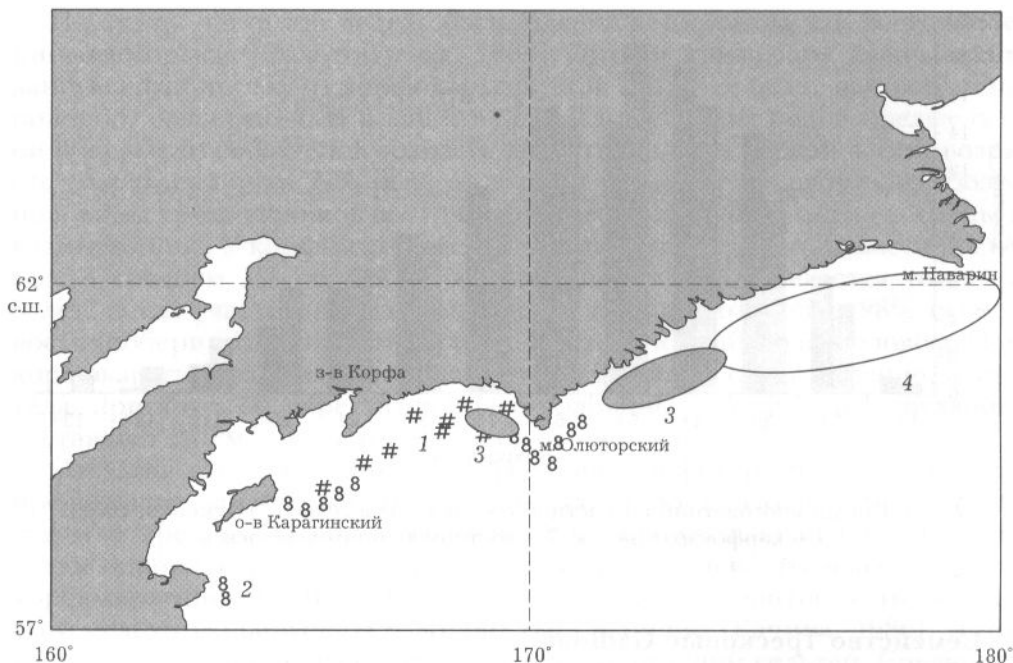 м. Наварин
62°
с.ш.
з-в Корфа
4
3
1
3
м. Олюторский
о-в Карагинский
2
57°
160°
170°
180°